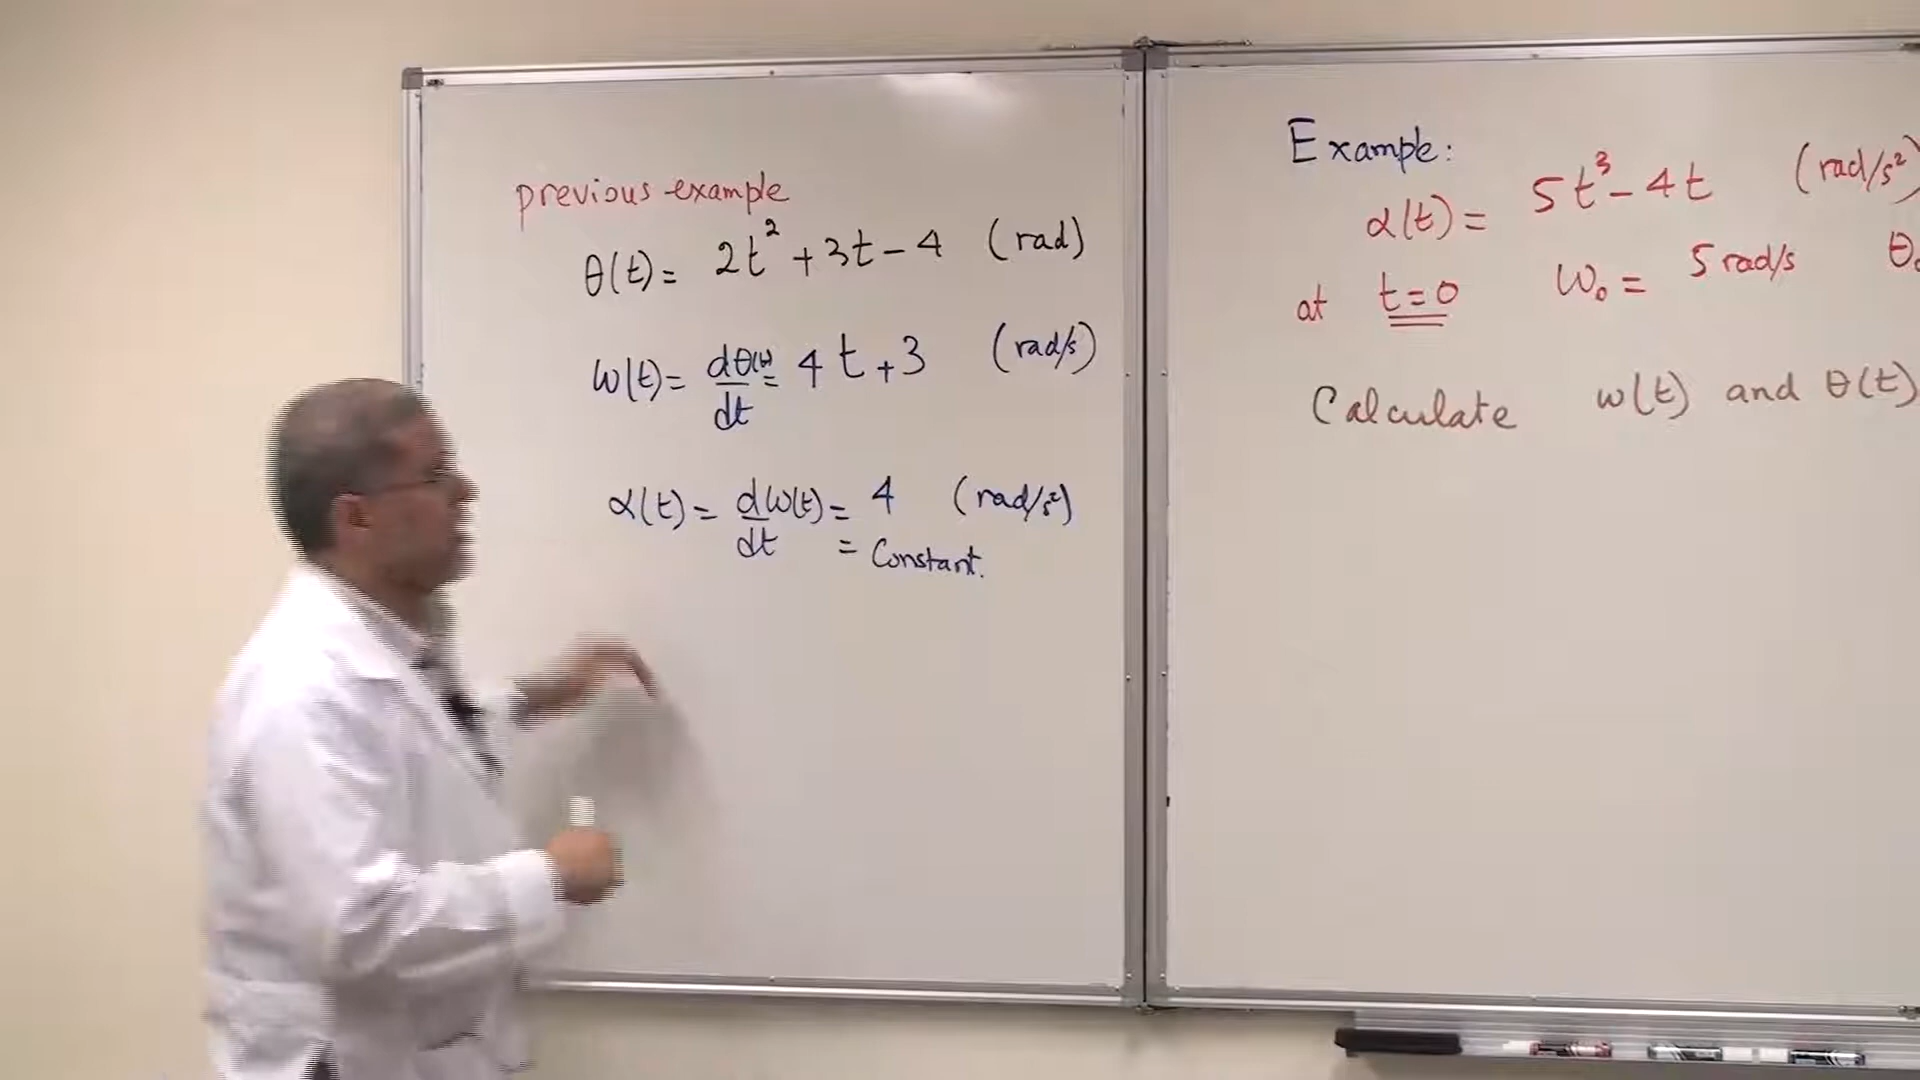 previous example
θ(t) = 2t² + 3t - 4 (rad)
ω(t) = dθ(t)/dt = 4t + 3 (rad/s)
α(t) = dω(t)/dt = 4 (rad/s²)
= Constant.
Example:
α(t) = 5t³ - 4t (rad/s²)
at t=0 ω₀ = 5 rad/s θ₀
Calculate ω(t) and θ(t)